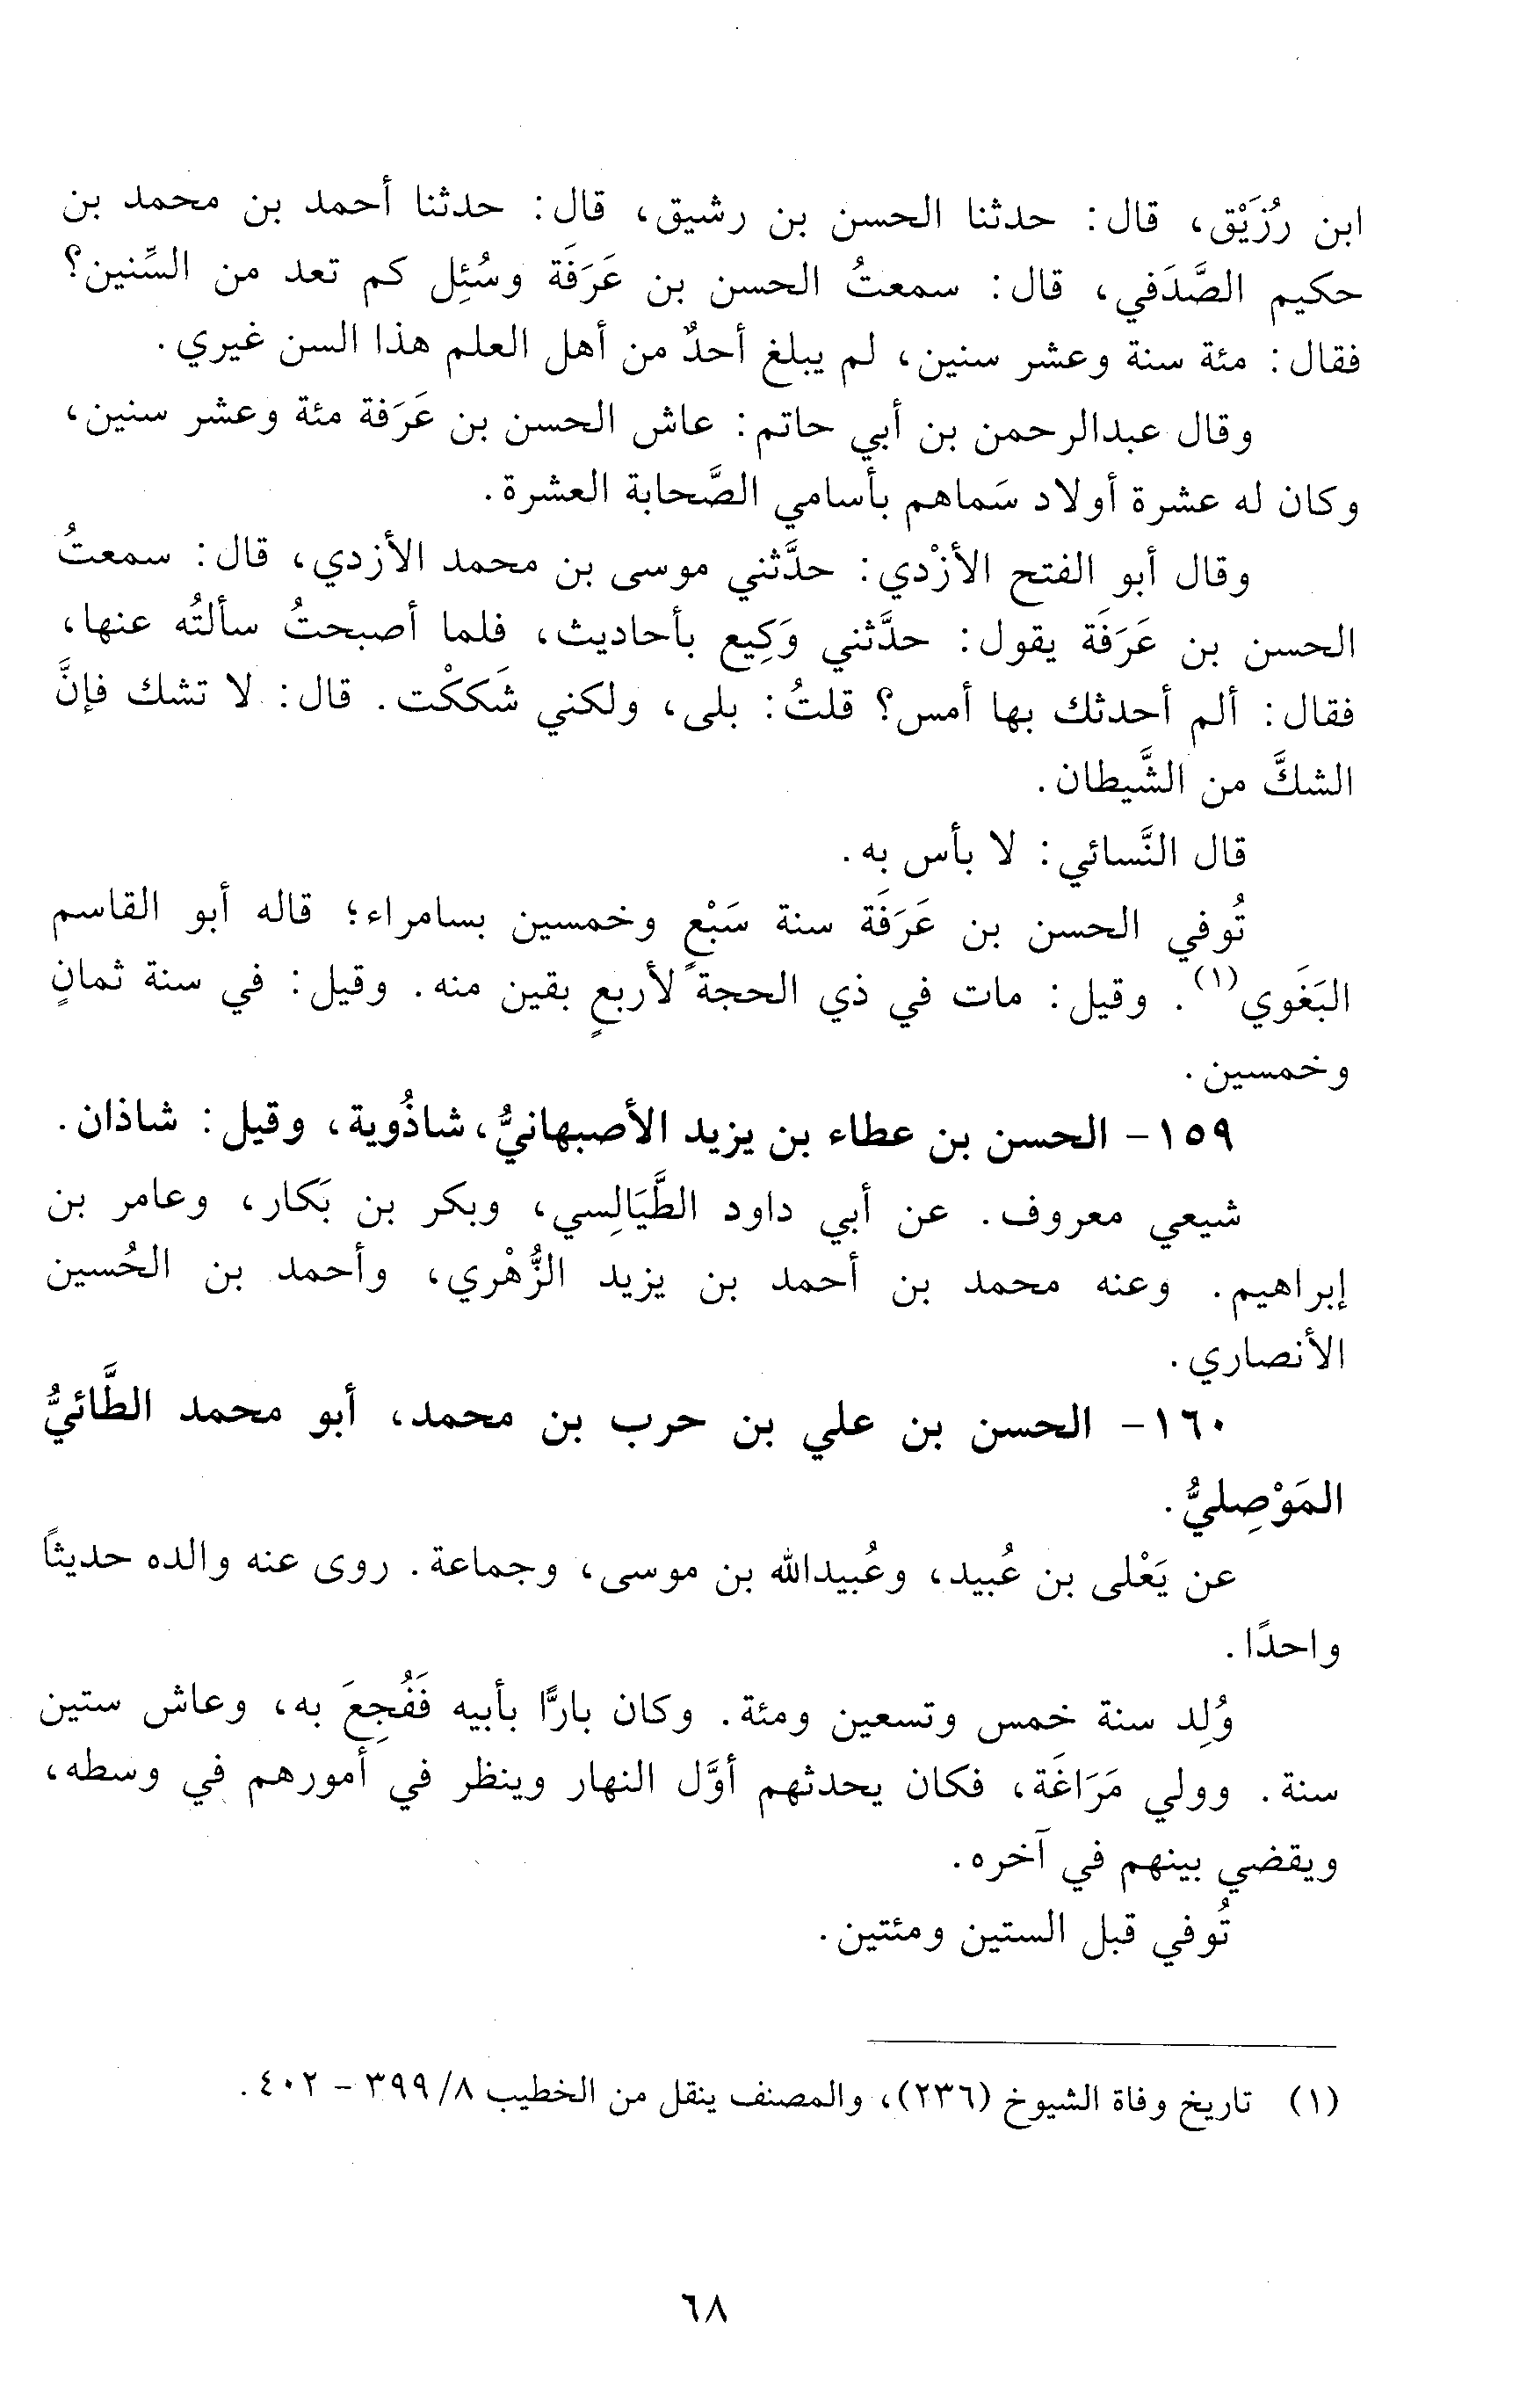 ابن رُزَيْق، قال: حدثنا الحسن بن رشيق، قال: حدثنا أحمد بن محمد بن
حكيم الصَّدَفي، قال: سمعتُ الحسن بن عَرَفَة وسُئِل كم تعد من السِّنين؟
فقال: مئة سنة وعشر سنين، لم يبلغ أحدٌ من أهل العلم هذا السن غيري.
وقال عبدالرحمن بن أبي حاتم: عاش الحسن بن عَرَفة مئة وعشر سنين،
وكان له عشرة أولاد سَماهم بأسامي الصَّحابة العشرة.
وقال أبو الفتح الأزْدي: حدَّثني موسى بن محمد الأزدي، قال: سمعتُ
الحسن بن عَرَفَة يقول: حدَّثني وَكِيع بأحاديث، فلما أصبحتُ سألتُه عنها،
فقال: ألم أحدثك بها أمس؟ قلتُ: بلى، ولكني شَككْت. قال: لا تشك فإنَّ
الشكَّ من الشَّيطان.
قال النَّسائي: لا بأس به.
تُوفي الحسن بن عَرَفَة سنة سَبْعٍ وخمسين بسامراء؛ قاله أبو القاسم
البَغَوي(١). وقيل: مات في ذي الحجة لأربعٍ بقين منه. وقيل: في سنة ثمانٍ
وخمسين.
١٥٩- الحسن بن عطاء بن يزيد الأصبهانيُّ، شاذُوية، وقيل: شاذان.
شيعي معروف. عن أبي داود الطَّيَالِسي، وبكر بن بَكار، وعامر بن
إبراهيم. وعنه محمد بن أحمد بن يزيد الزُّهْري، وأحمد بن الحُسين
الأنصاري.
١٦٠- الحسن بن علي بن حرب بن محمد، أبو محمد الطَّائيُّ
المَوْصِليُّ.
عن يَعْلى بن عُبيد، وعُبيدالله بن موسى، وجماعة. روى عنه والده حديثاً
واحدًا.
وُلِد سنة خمس وتسعين ومئة. وكان بارًّا بأبيه فَفُجِعَ به، وعاش ستين
سنة. وولي مَرَاغَة، فكان يحدثهم أوَّل النهار وينظر في أمورهم في وسطه،
ويقضي بينهم في آخره.
تُوفي قبل الستين ومئتين.
(١) تاريخ وفاة الشيوخ (٢٣٦)، والمصنف ينقل من الخطيب ٨/ ٣٩٩ - ٤٠٢.
٦٨